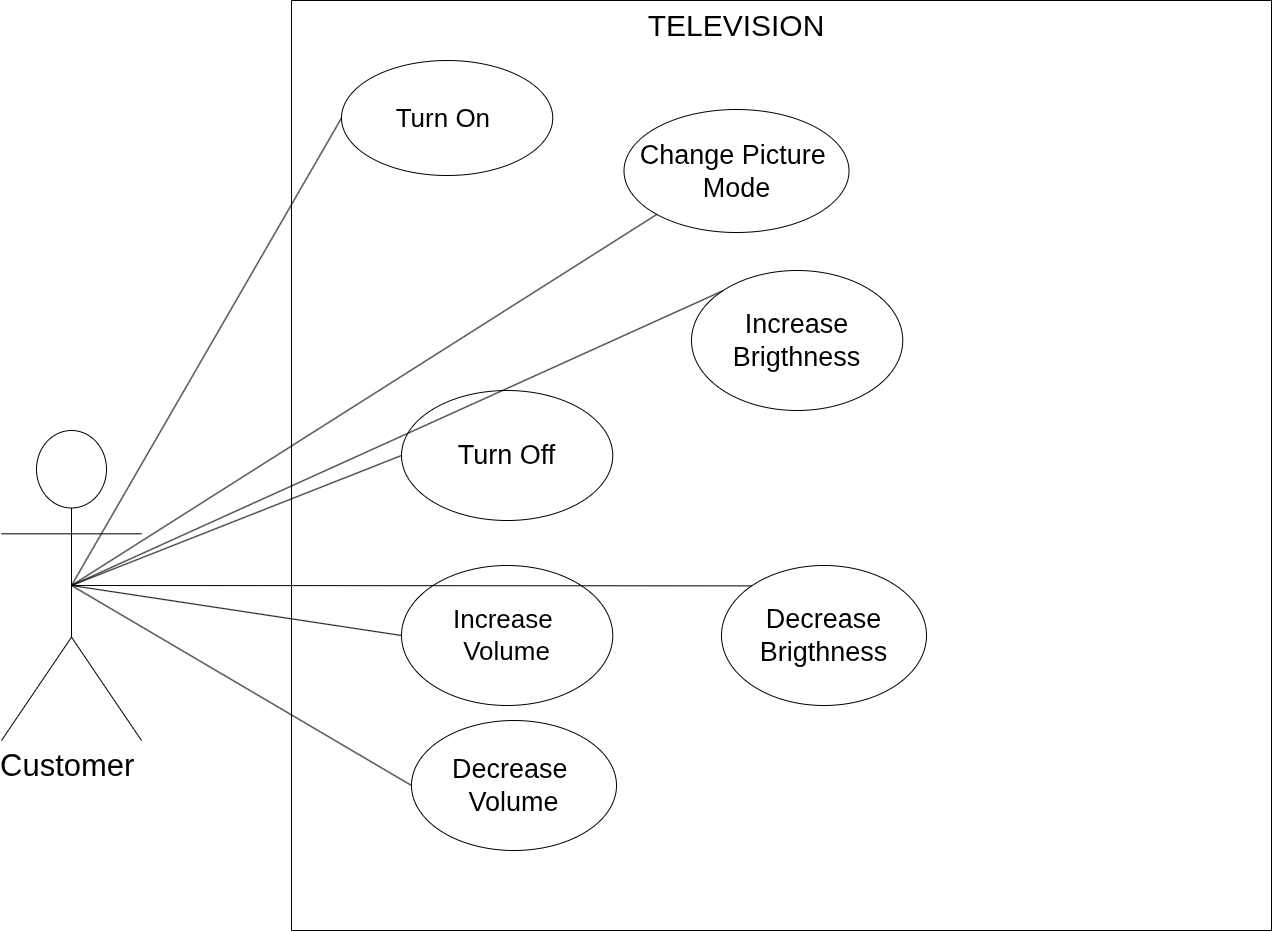 TELEVISION
Turn On
Change Picture
Mode
Increase
Brigthness
Turn Off
Increase
Volume
Decrease
Brigthness
Decrease
Volume
Customer